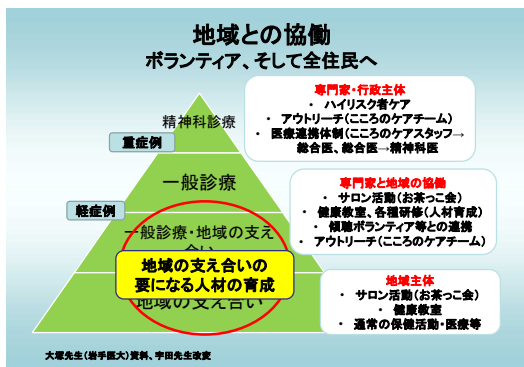 地域との協働
ボランティア、そして全住民へ
専門家・行政主体
・ ハイリスク者ケア
・ アウトリーチ(こころのケアチーム)
・ 医療連携体制(こころのケアスタッフ→
総合医、総合医→精神科医
精神科診療
重症例
一般診療
専門家と地域の協働
・ サロン活動(お茶っこ会)
・ 健康教室、各種研修(人材育成)
・ 傾聴ボランティア等との連携
・ アウトリーチ(こころのケアチーム)
軽症例
一般診療・地域の支え
合い
地域の支え合いの
要になる人材の育成
地域の支え合い
地域主体
・ サロン活動(お茶っこ会)
・ 健康教室
・ 通常の保健活動・医療等
大塚先生(岩手医大)資料、宇田先生改変